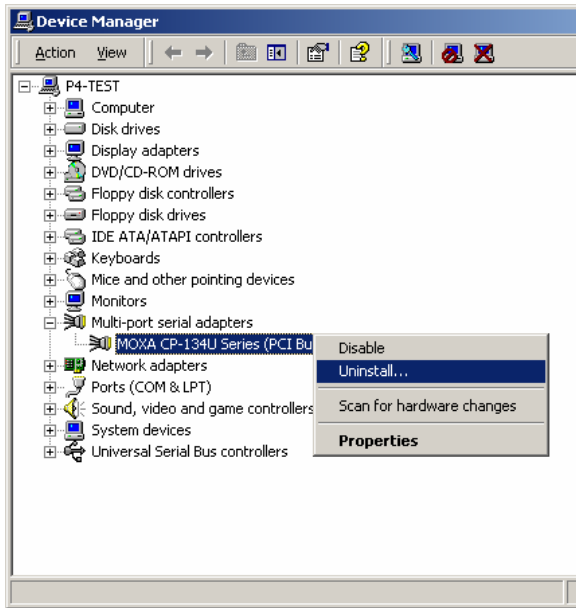 Device Manager
Action View
P4-TEST
Computer
Disk drives
Display adapters
DVD/CD-ROM drives
Floppy disk controllers
Floppy disk drives
IDE ATA/ATAPI controllers
Keyboards
Mice and other pointing devices
Monitors
Multi-port serial adapters
MOXA CP-134U Series (PCI Bu
Network adapters
Ports (COM & LPT)
Sound, video and game controllers
System devices
Universal Serial Bus controllers
Disable
Uninstall...
Scan for hardware changes
Properties